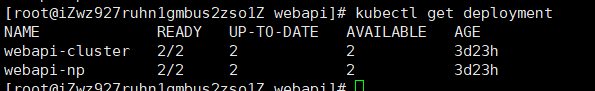 [root@iZwz927ruhn1gmbus2zso1Z webapi]# kubectl get deployment
NAME READY UP-TO-DATE AVAILABLE AGE
webapi-cluster 2/2 2 2 3d23h
webapi-np 2/2 2 2 3d23h
[root@iZwz927ruhn1gmbus2zso1Z webapi]#